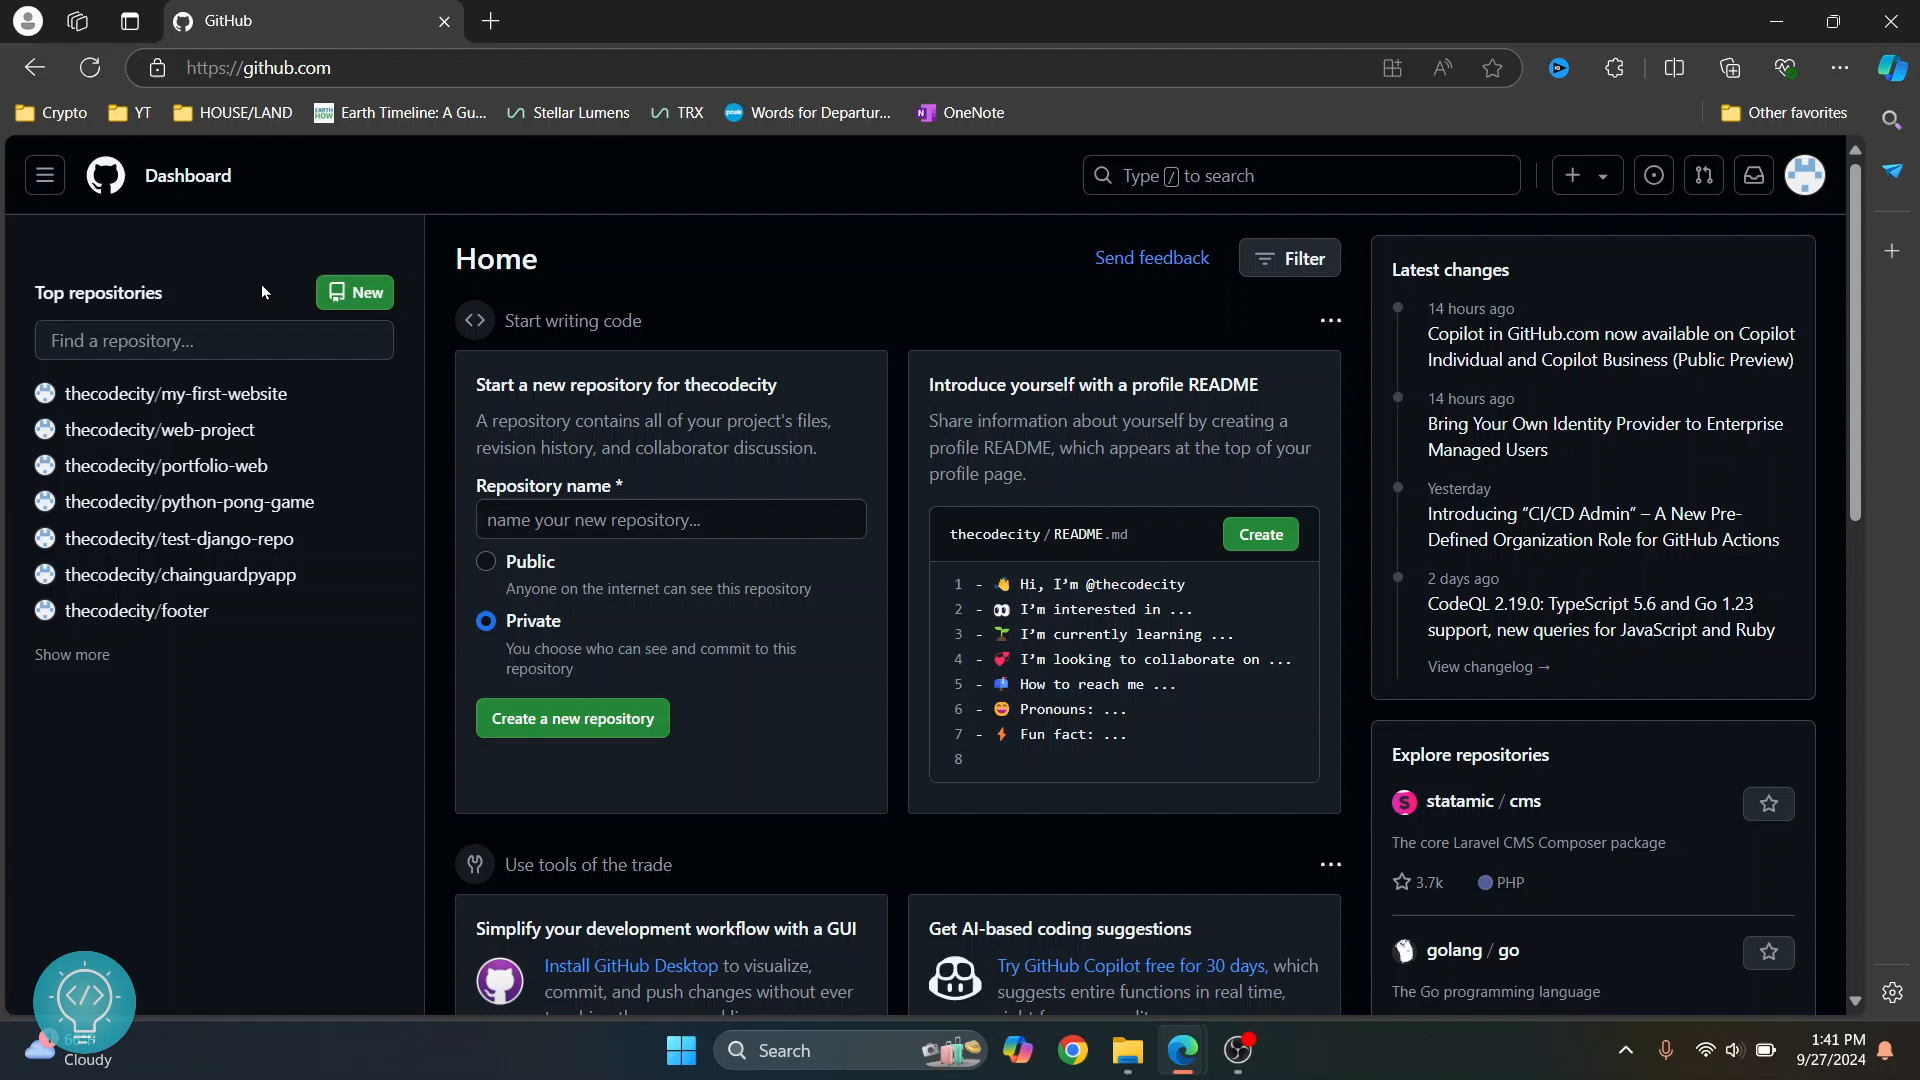 GitHub
https://github.com
Crypto
YT
HOUSE/LAND
EARTH HOW
Earth Timeline: A Gu...
Stellar Lumens
TRX
Words for Departur...
OneNote
Other favorites
Dashboard
Type / to search
Top repositories
New
Find a repository...
thecodecity/my-first-website
thecodecity/web-project
thecodecity/portfolio-web
thecodecity/python-pong-game
thecodecity/test-django-repo
thecodecity/chainguardpyapp
thecodecity/footer
Show more
Home
Send feedback
Filter
Start writing code
Start a new repository for thecodecity
A repository contains all of your project's files,
revision history, and collaborator discussion.
Repository name *
name your new repository...
Public
Anyone on the internet can see this repository
Private
You choose who can see and commit to this
repository
Create a new repository
Introduce yourself with a profile README
Share information about yourself by creating a
profile README, which appears at the top of your
profile page.
thecodecity / README.md
Create
1 - 👋 Hi, I'm @thecodecity
2 - 👀 I'm interested in ...
3 - 🌱 I'm currently learning ...
4 - 💞️ I'm looking to collaborate on ...
5 - 📫 How to reach me ...
6 - 😄 Pronouns: ...
7 - ⚡ Fun fact: ...
8
Use tools of the trade
Simplify your development workflow with a GUI
Install GitHub Desktop to visualize,
commit, and push changes without ever
Get AI-based coding suggestions
Try GitHub Copilot free for 30 days, which
suggests entire functions in real time,
Latest changes
14 hours ago
Copilot in GitHub.com now available on Copilot
Individual and Copilot Business (Public Preview)
14 hours ago
Bring Your Own Identity Provider to Enterprise
Managed Users
Yesterday
Introducing “CI/CD Admin” – A New Pre-
Defined Organization Role for GitHub Actions
2 days ago
CodeQL 2.19.0: TypeScript 5.6 and Go 1.23
support, new queries for JavaScript and Ruby
View changelog →
Explore repositories
statamic / cms
The core Laravel CMS Composer package
3.7k
PHP
golang / go
The Go programming language
Cloudy
Search
1:41 PM
9/27/2024